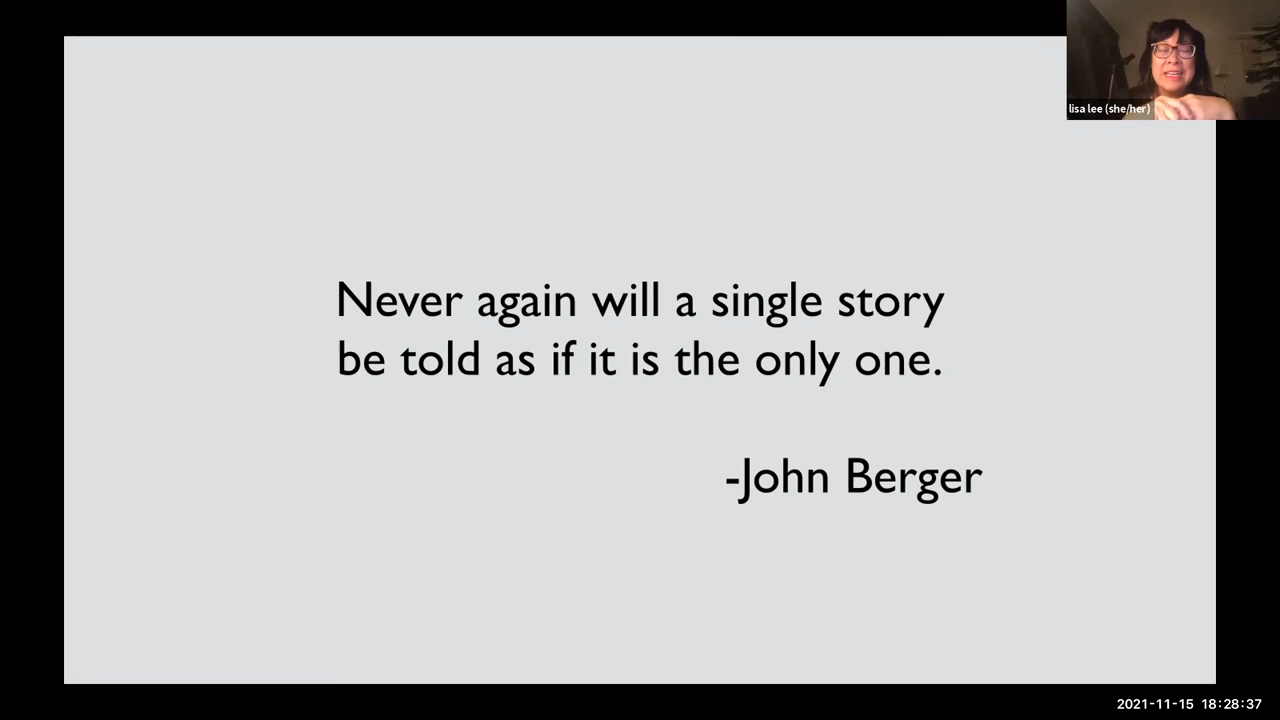 lisa lee (she/her)
Never again will a single story
be told as if it is the only one.
-John Berger
2021-11-15 18:28:37